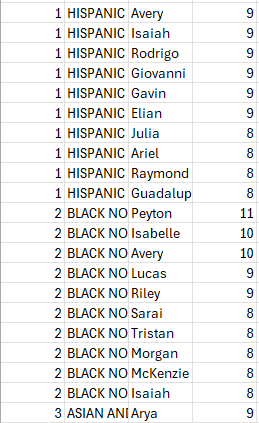 1 HISPANIC Avery 9
1 HISPANIC Isaiah 9
1 HISPANIC Rodrigo 9
1 HISPANIC Giovanni 9
1 HISPANIC Gavin 9
1 HISPANIC Elian 9
1 HISPANIC Julia 8
1 HISPANIC Ariel 8
1 HISPANIC Raymond 8
1 HISPANIC Guadalup 8
2 BLACK NO Peyton 11
2 BLACK NO Isabelle 10
2 BLACK NO Avery 10
2 BLACK NO Lucas 9
2 BLACK NO Riley 9
2 BLACK NO Sarai 8
2 BLACK NO Tristan 8
2 BLACK NO Morgan 8
2 BLACK NO McKenzie 8
2 BLACK NO Isaiah 8
3 ASIAN AN Arya 9